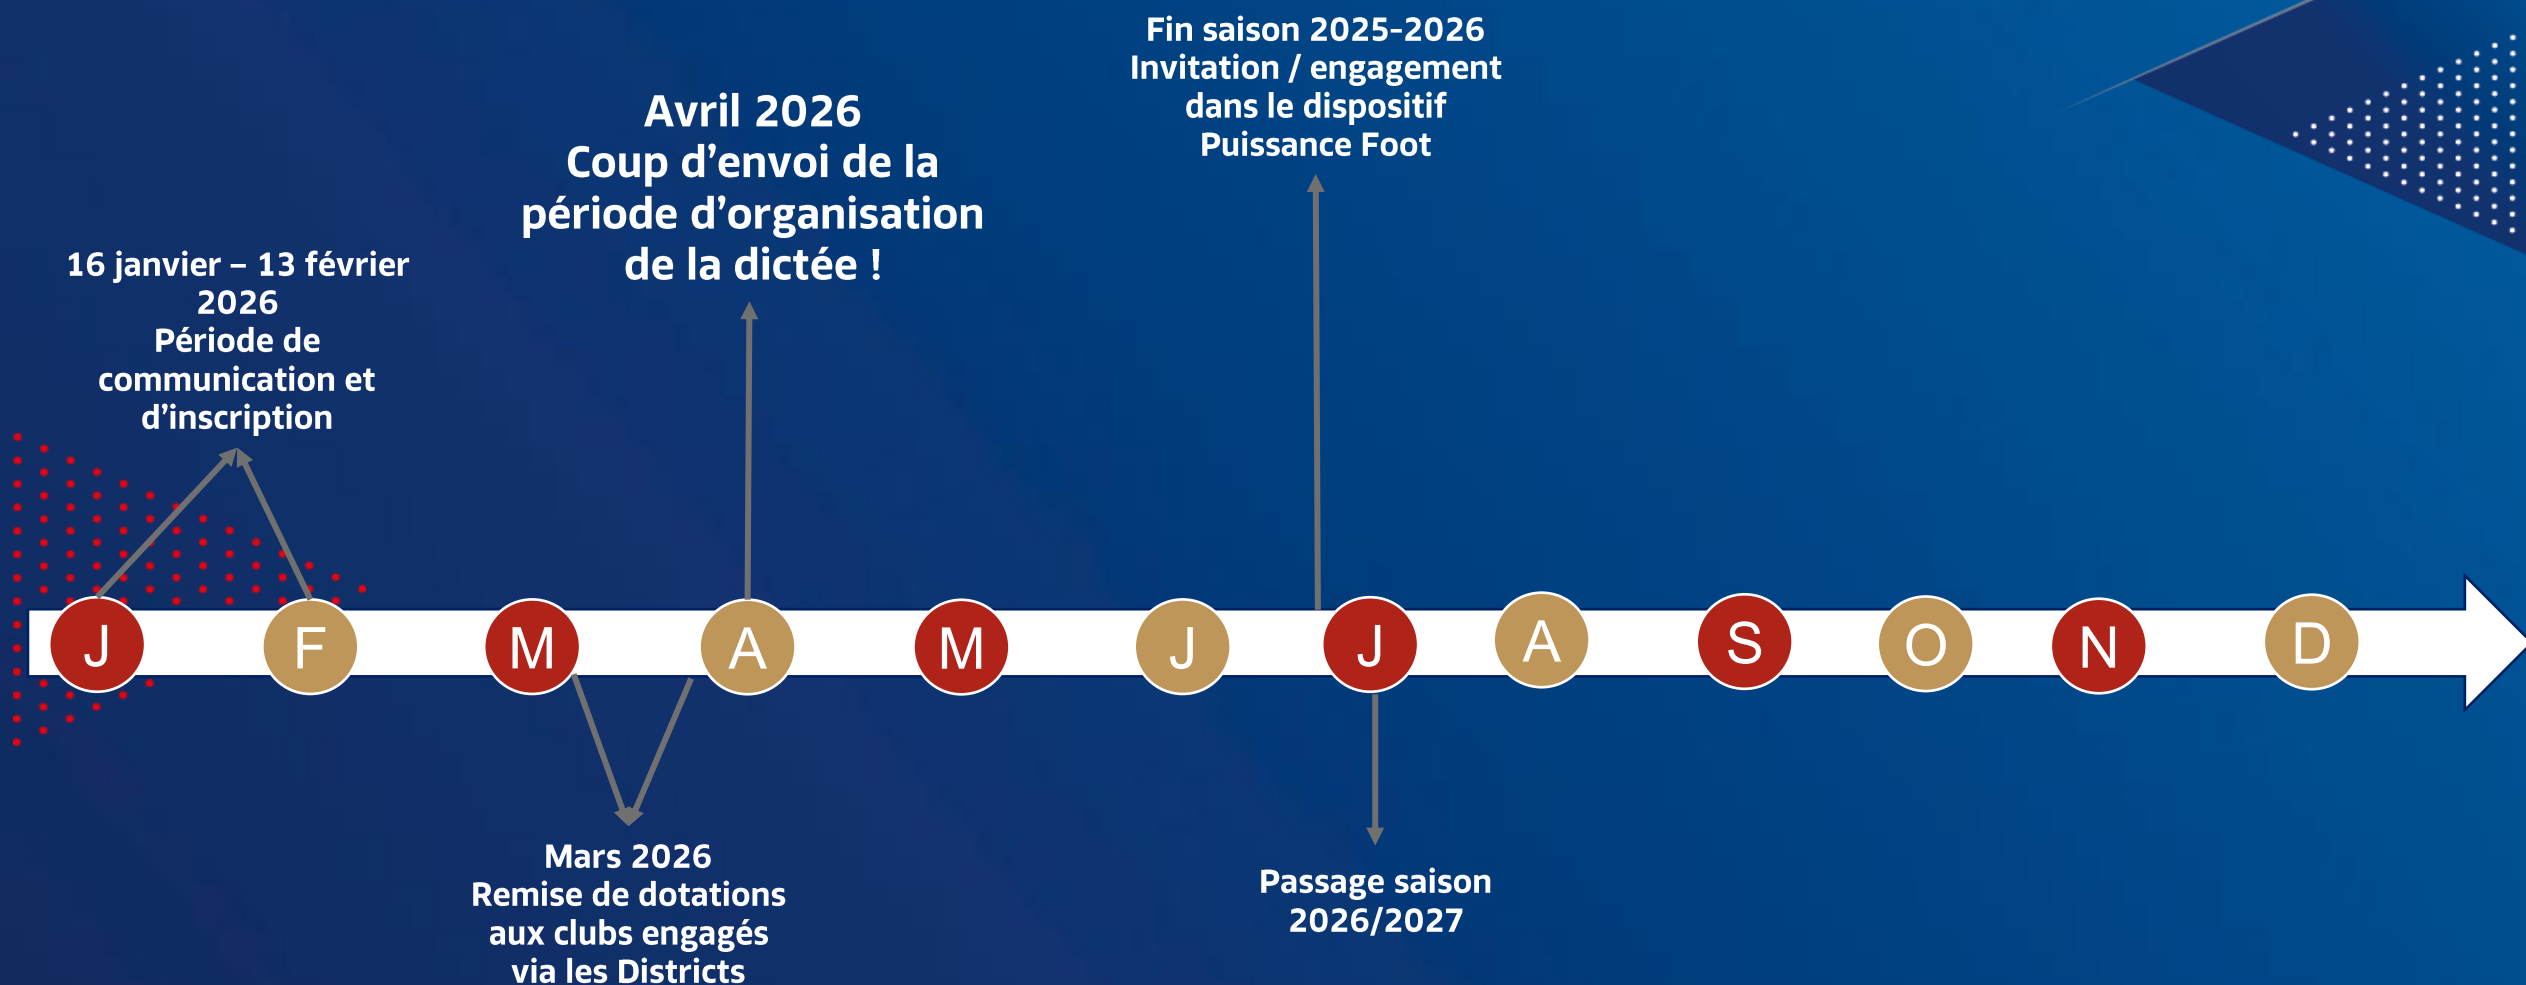 Fin saison 2025-2026
Invitation / engagement
dans le dispositif
Puissance Foot
Avril 2026
Coup d’envoi de la
période d’organisation
de la dictée !
16 janvier – 13 février
2026
Période de
communication et
d’inscription
J F M A M J J A S O N D
Mars 2026
Remise de dotations
aux clubs engagés
via les Districts
Passage saison
2026/2027